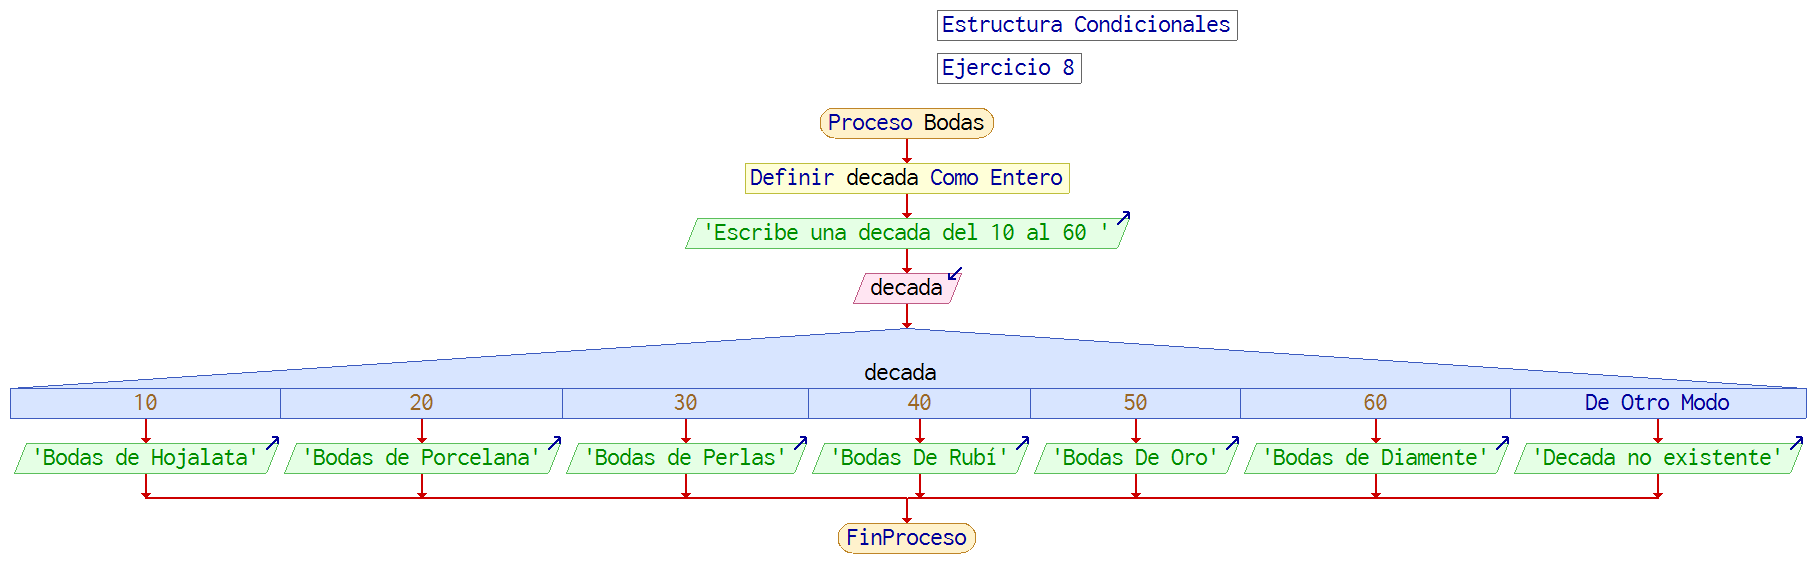 Estructura Condicionales
Ejercicio 8
Proceso Bodas
Definir decada Como Entero
'Escribe una decada del 10 al 60 '
decada
decada
10 20 30 40 50 60 De Otro Modo
'Bodas de Hojalata' 'Bodas de Porcelana' 'Bodas de Perlas' 'Bodas De Rubí' 'Bodas De Oro' 'Bodas de Diamente' 'Decada no existente'
FinProceso